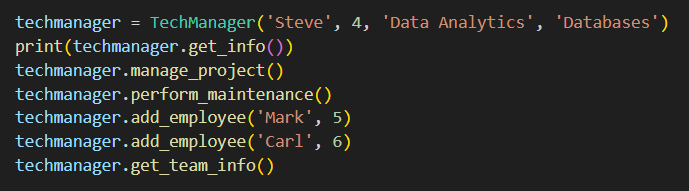 techmanager = TechManager('Steve', 4, 'Data Analytics', 'Databases')
print(techmanager.get_info())
techmanager.manage_project()
techmanager.perform_maintenance()
techmanager.add_employee('Mark', 5)
techmanager.add_employee('Carl', 6)
techmanager.get_team_info()